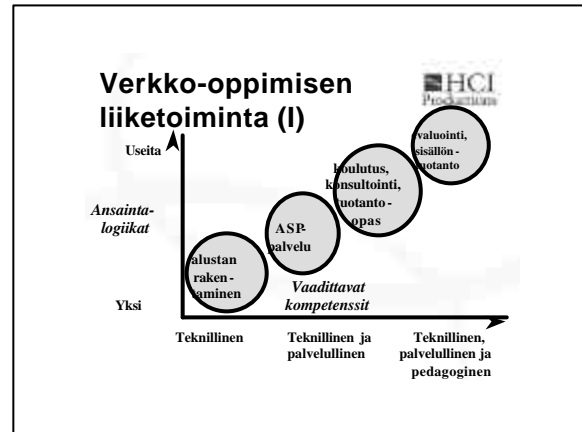 Verkko-oppimisen
liiketoiminta (I)
HCI
Productions
Useita
Ansainta-
logiikat
Yksi
evaluointi,
sisällön -
tuotanto
koulutus,
konsultointi,
tuotanto-
opas
ASP-
palvelu
alustan
raken -
taminen
Vaadittavat
kompetenssit
Teknillinen
Teknillinen ja
palvelullinen
Teknillinen,
palvelullinen ja
pedagoginen